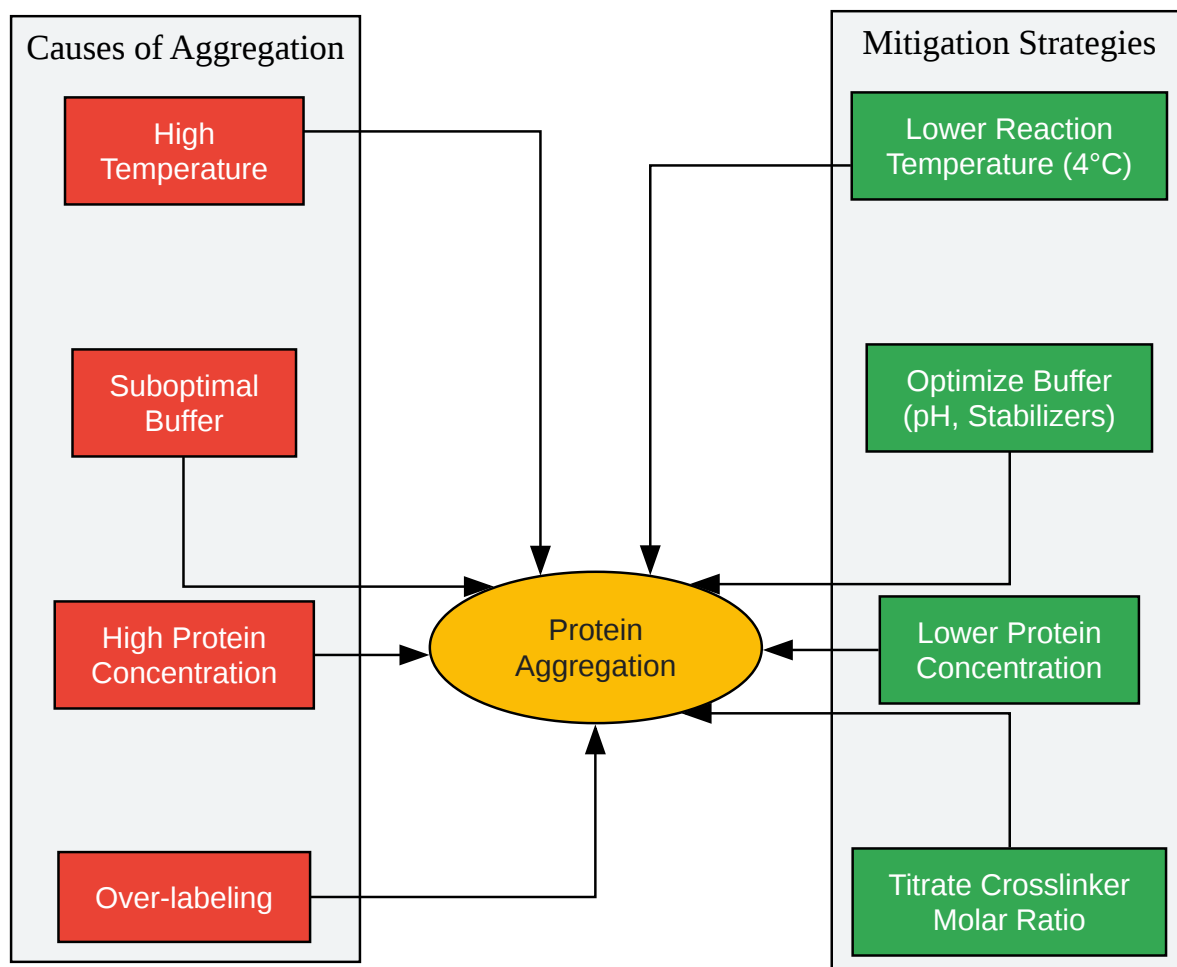 Causes of Aggregation
High
Temperature
Suboptimal
Buffer
High Protein
Concentration
Over-labeling
Protein
Aggregation
Mitigation Strategies
Lower Reaction
Temperature (4°C)
Optimize Buffer
(pH, Stabilizers)
Lower Protein
Concentration
Titrate Crosslinker
Molar Ratio